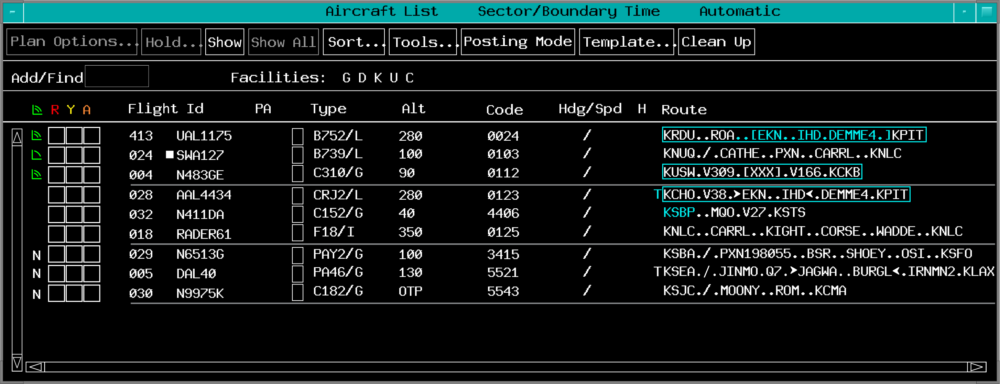 Aircraft List Sector/Boundary Time Automatic
Plan Options... Hold... Show Show All Sort... Tools... Posting Mode Template... Clean Up
Add/Find Facilities: G D K U C
R Y A Flight Id PA Type Alt Code Hdg/Spd H Route
413 UAL1175 B752/L 280 0024 / KRDU..ROA..[EKN..IHD.DEMME4.]KPIT
024 SWA127 B739/L 100 0103 / KNUQ./.CATHE..PXN..CARRL..KNLC
004 N483GE C310/G 90 0112 / KUSW.V309.[XXX].V166.KCKB
028 AAL4434 CRJ2/L 280 0123 / TKCHO.V38.➤EKN..IHD⮜.DEMME4.KPIT
032 N411DA C152/G 40 4406 / KSBP..MQO.V27.KSTS
018 RADER61 F18/I 350 0125 / KNLC..CARRL..KIGHT..CORSE..WADDE..KNLC
N 029 N6513G PAY2/G 100 3415 / KSBA./.PXN198055..BSR..SHOEY..OSI..KSFO
N 005 DAL40 PA46/G 130 5521 / TKSEA./.JINMO.Q7.➤JAGWA..BURGL⮜.IRNMN2.KLAX
N 030 N9975K C182/G OTP 5543 / KSJC./.MOONY..ROM..KCMA